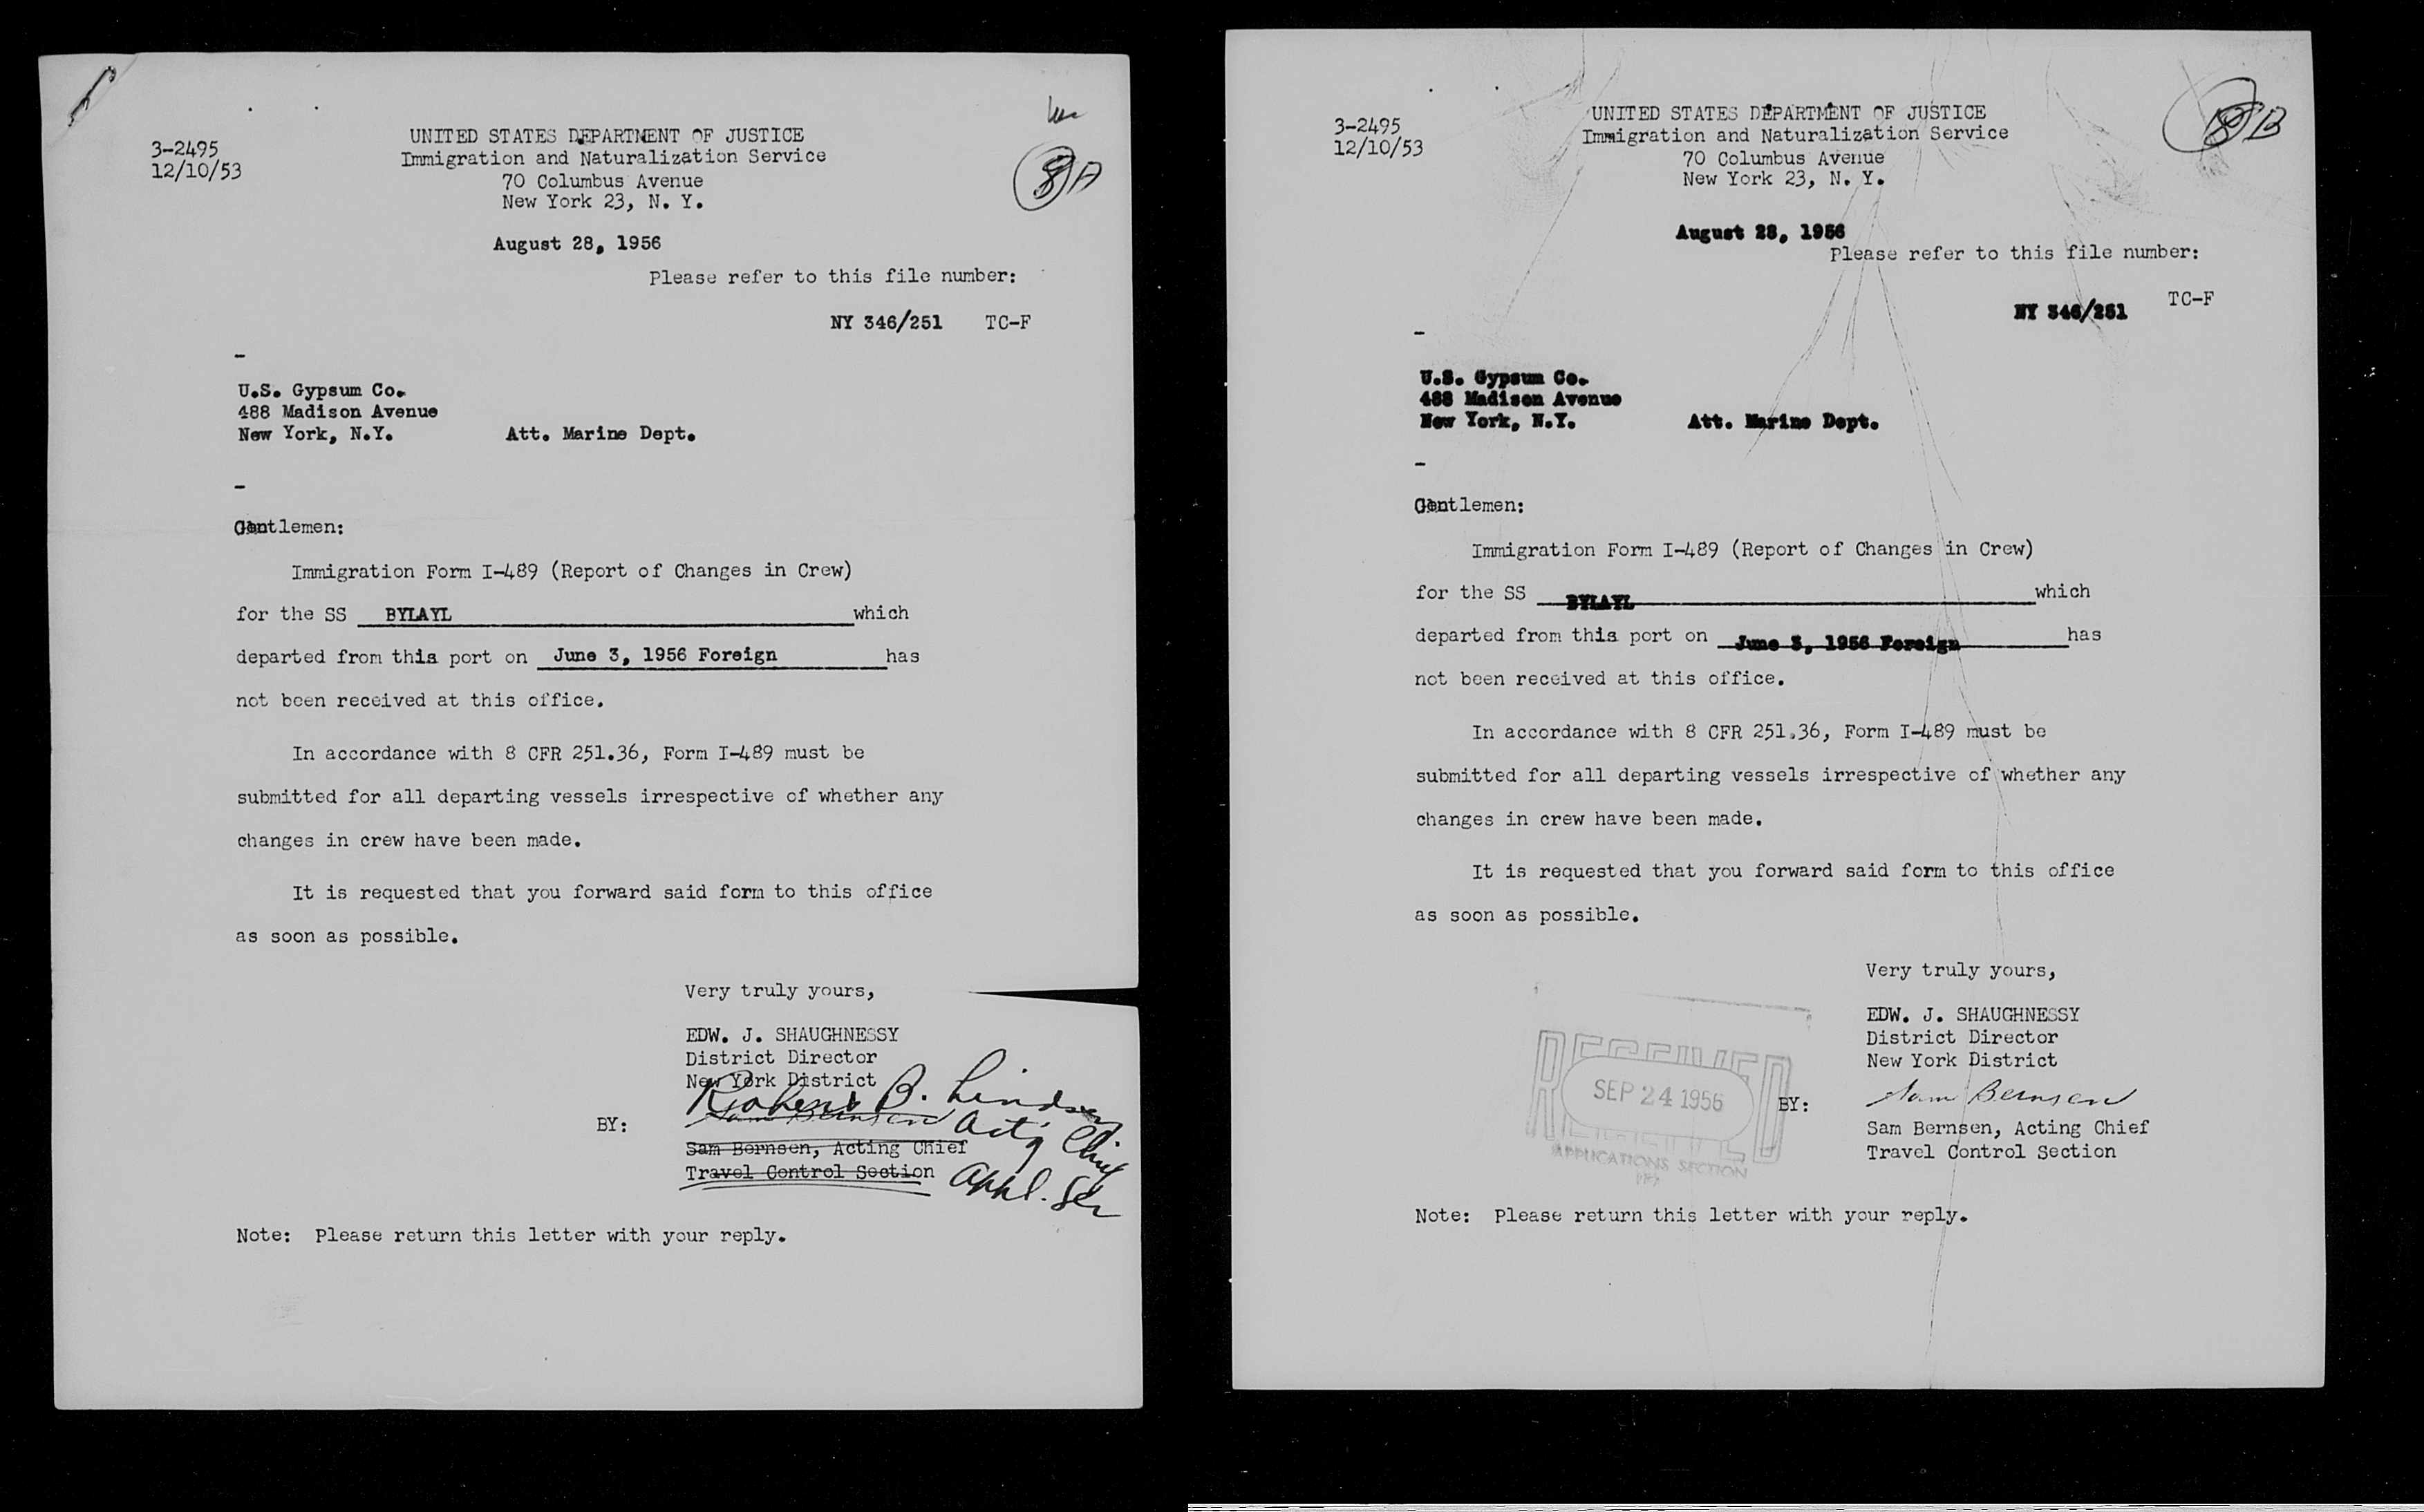 3-2495
12/10/53
UNITED STATES DEPARTMENT OF JUSTICE
Immigration and Naturalization Service
70 Columbus Avenue
New York 23, N. Y.
8 A
August 28, 1956
Please refer to this file number:
NY 346/251 TC-F
U.S. Gypsum Co.
488 Madison Avenue
New York, N.Y. Att. Marine Dept.
Gentlemen:
Immigration Form I-489 (Report of Changes in Crew)
for the SS BYLAYL which
departed from this port on June 3, 1956 Foreign has
not been received at this office.
In accordance with 8 CFR 251.36, Form I-489 must be
submitted for all departing vessels irrespective of whether any
changes in crew have been made.
It is requested that you forward said form to this office
as soon as possible.
Very truly yours,
EDW. J. SHAUGHNESSY
District Director
New York District
Robert B. Lindsey
BY: Sam Bernsen Act'g Chief
Sam Bernsen, Acting Chief
Travel Control Section Appl. Sec
Note: Please return this letter with your reply.
3-2495
12/10/53
UNITED STATES DEPARTMENT OF JUSTICE
Immigration and Naturalization Service
70 Columbus Avenue
New York 23, N. Y.
8 B
August 28, 1956
Please refer to this file number:
NY 346/251 TC-F
U.S. Gypsum Co.
488 Madison Avenue
New York, N.Y. Att. Marine Dept.
Gentlemen:
Immigration Form I-489 (Report of Changes in Crew)
for the SS BYLAYL which
departed from this port on June 3, 1956 Foreign has
not been received at this office.
In accordance with 8 CFR 251.36, Form I-489 must be
submitted for all departing vessels irrespective of whether any
changes in crew have been made.
It is requested that you forward said form to this office
as soon as possible.
Very truly yours,
EDW. J. SHAUGHNESSY
District Director
New York District
BY: Sam Bernsen
Sam Bernsen, Acting Chief
Travel Control Section
RECEIVED
SEP 24 1956
APPLICATIONS SECTION
Note: Please return this letter with your reply.